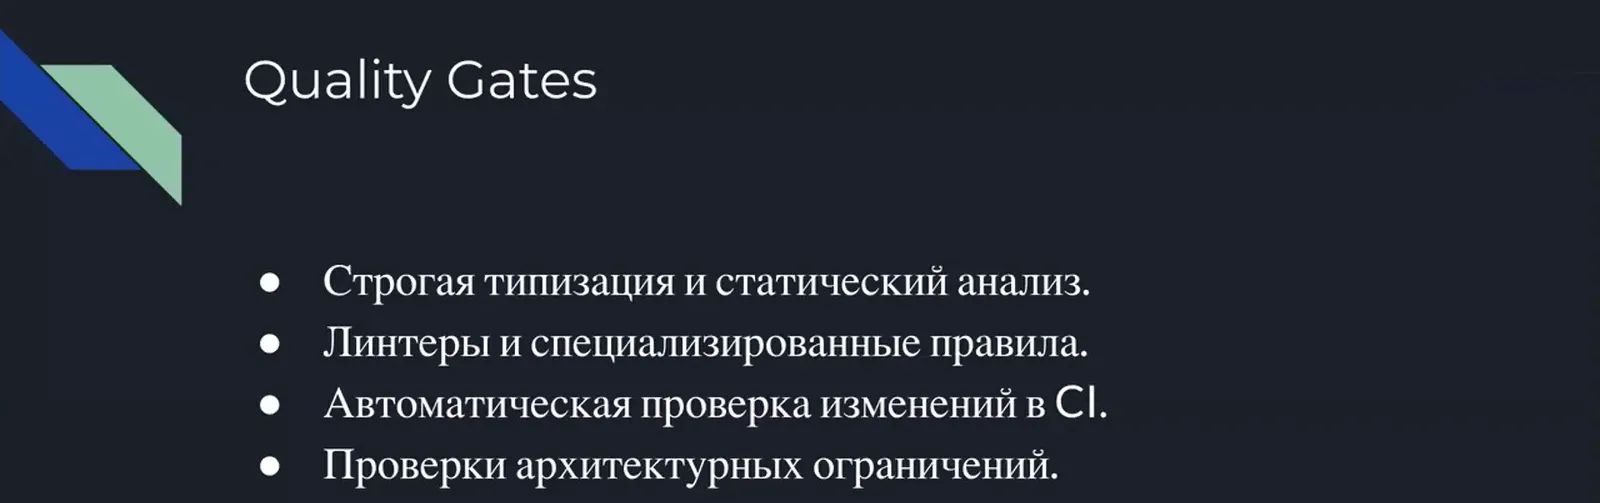 Quality Gates
● Строгая типизация и статический анализ.
● Линтеры и специализированные правила.
● Автоматическая проверка изменений в CI.
● Проверки архитектурных ограничений.